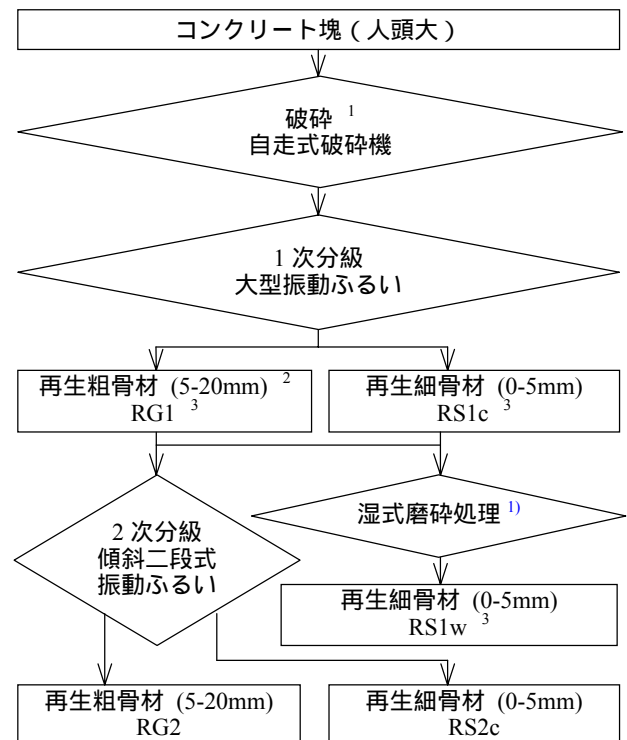 コンクリート塊（人頭大）
破砕 1
自走式破砕機
1 次分級
大型振動ふるい
再生粗骨材 (5-20mm) 2
RG1 3
再生細骨材 (0-5mm)
RS1c 3
2 次分級
傾斜二段式
振動ふるい
湿式磨砕処理 1)
再生細骨材 (0-5mm)
RS1w 3
再生粗骨材 (5-20mm)
RG2
再生細骨材 (0-5mm)
RS2c